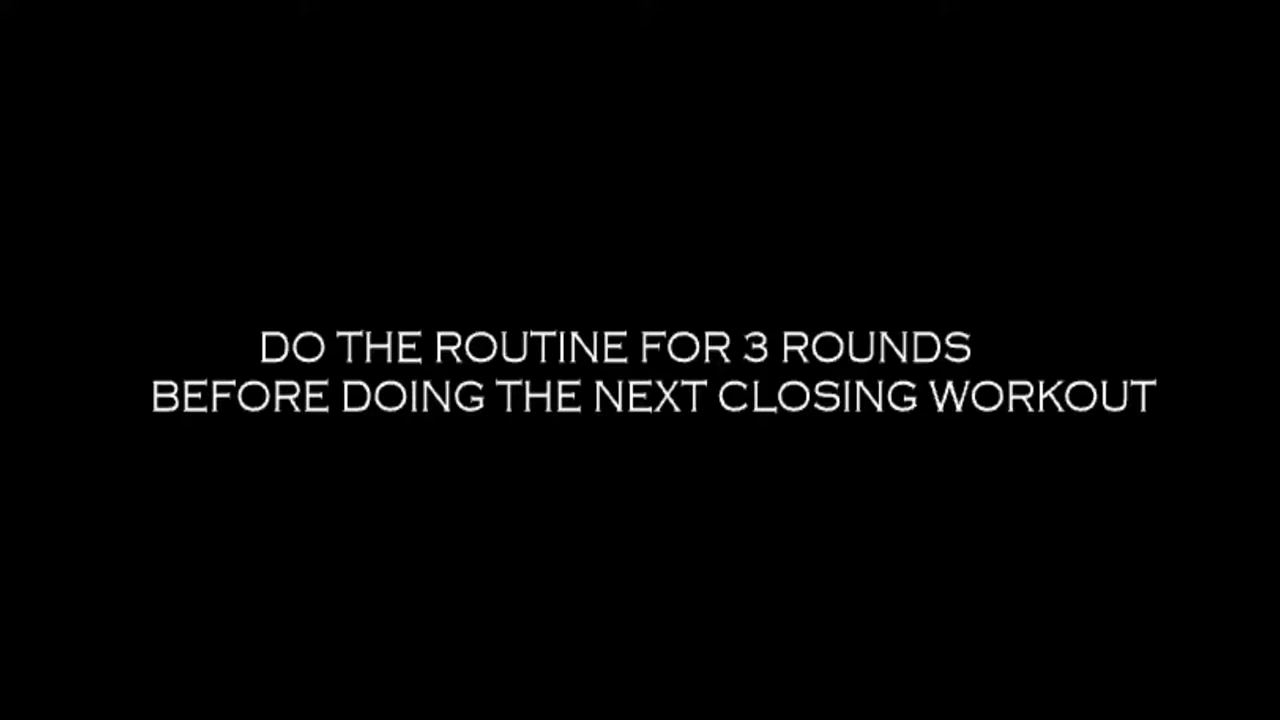 DO THE ROUTINE FOR 3 ROUNDS
BEFORE DOING THE NEXT CLOSING WORKOUT